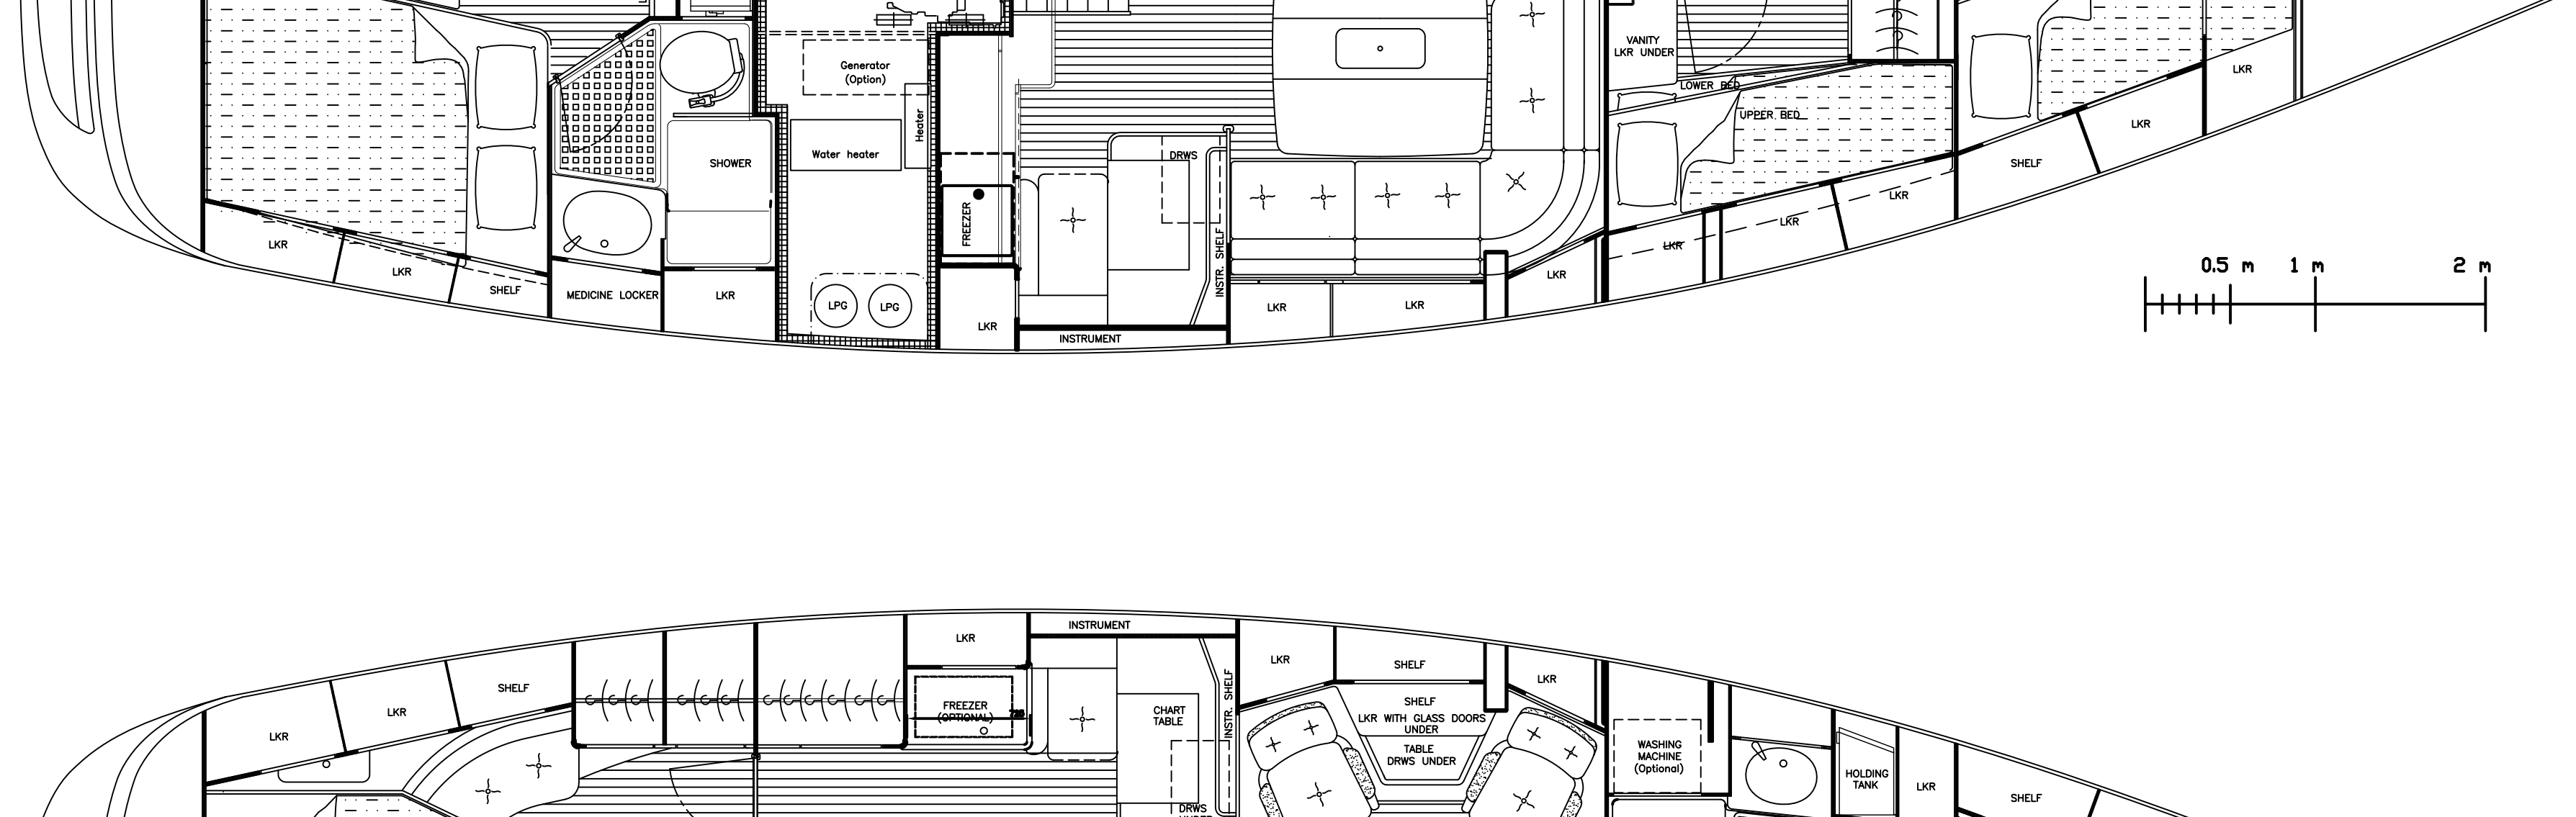 Generator
(Option)
Heater
Water heater
SHOWER
FREEZER
DRWS
INSTR. SHELF
VANITY
LKR UNDER
LOWER BED
UPPER BED
LKR
LKR
SHELF
LKR
LKR
LKR
LKR
LKR
LKR
SHELF
MEDICINE LOCKER
LKR
LPG
LPG
LKR
INSTRUMENT
LKR
LKR
0.5 m 1 m 2 m
LKR
INSTRUMENT
LKR
LKR
SHELF
FREEZER
(OPTIONAL)
CHART
TABLE
INSTR. SHELF
LKR
SHELF
SHELF
LKR WITH GLASS DOORS
UNDER
TABLE
DRWS UNDER
LKR
WASHING
MACHINE
(Optional)
HOLDING
TANK
LKR
SHELF
DRWS
UNDER